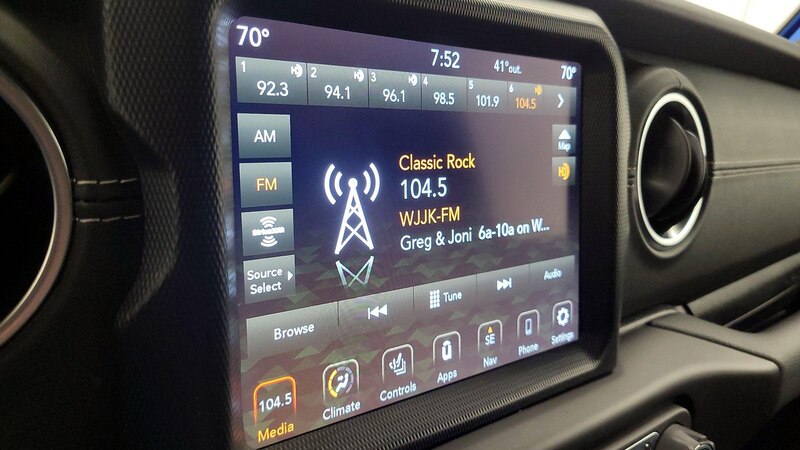 70°
7:52
41°out.
70°
1
92.3
2
94.1
3
96.1
4
98.5
5
101.9
6
104.5
AM
FM
Source
Select
Classic Rock
104.5
WJJK-FM
Greg & Joni 6a-10a on W...
Map
HD
Browse
Tune
Audio
104.5
Media
Climate
Controls
Apps
SE
Nav
Phone
Settings